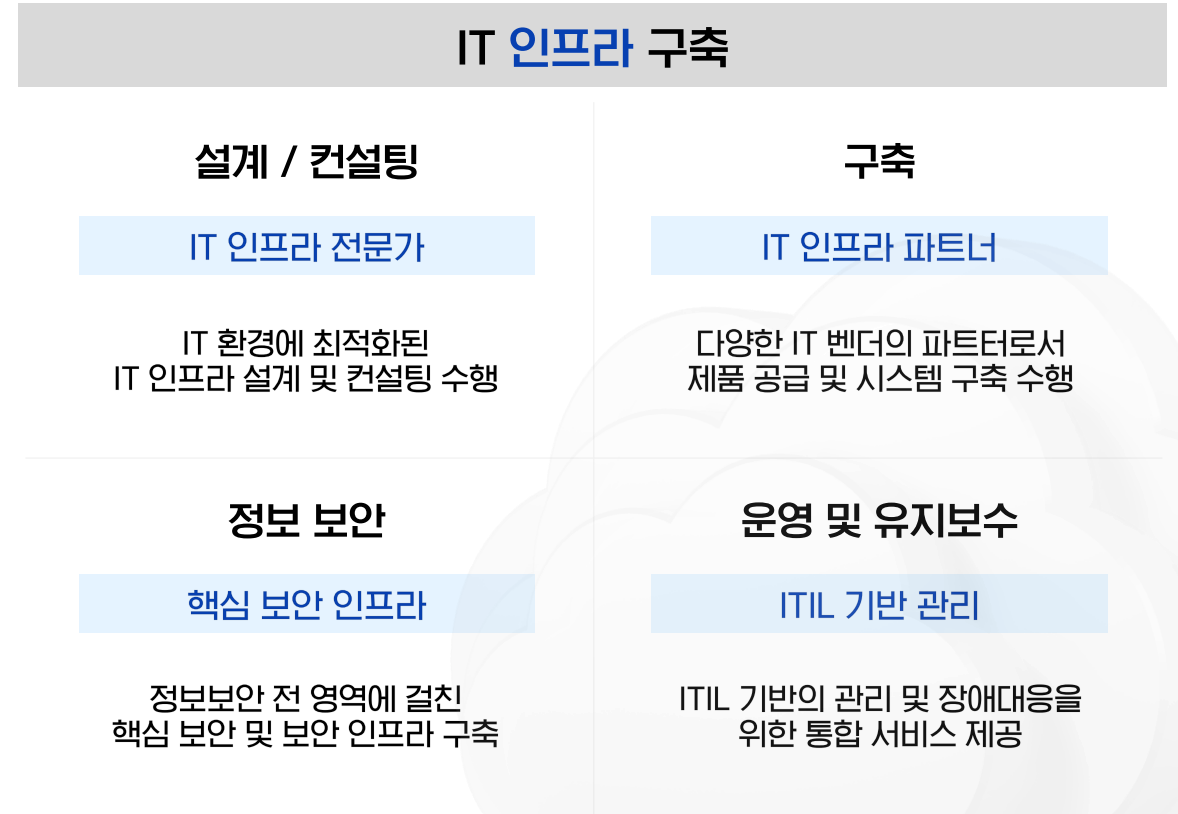 IT 인프라 구축
설계 / 컨설팅
IT 인프라 전문가
IT 환경에 최적화된
IT 인프라 설계 및 컨설팅 수행
구축
IT 인프라 파트너
다양한 IT 벤더의 파트터로서
제품 공급 및 시스템 구축 수행
정보 보안
핵심 보안 인프라
정보보안 전 영역에 걸친
핵심 보안 및 보안 인프라 구축
운영 및 유지보수
ITIL 기반 관리
ITIL 기반의 관리 및 장애대응을
위한 통합 서비스 제공